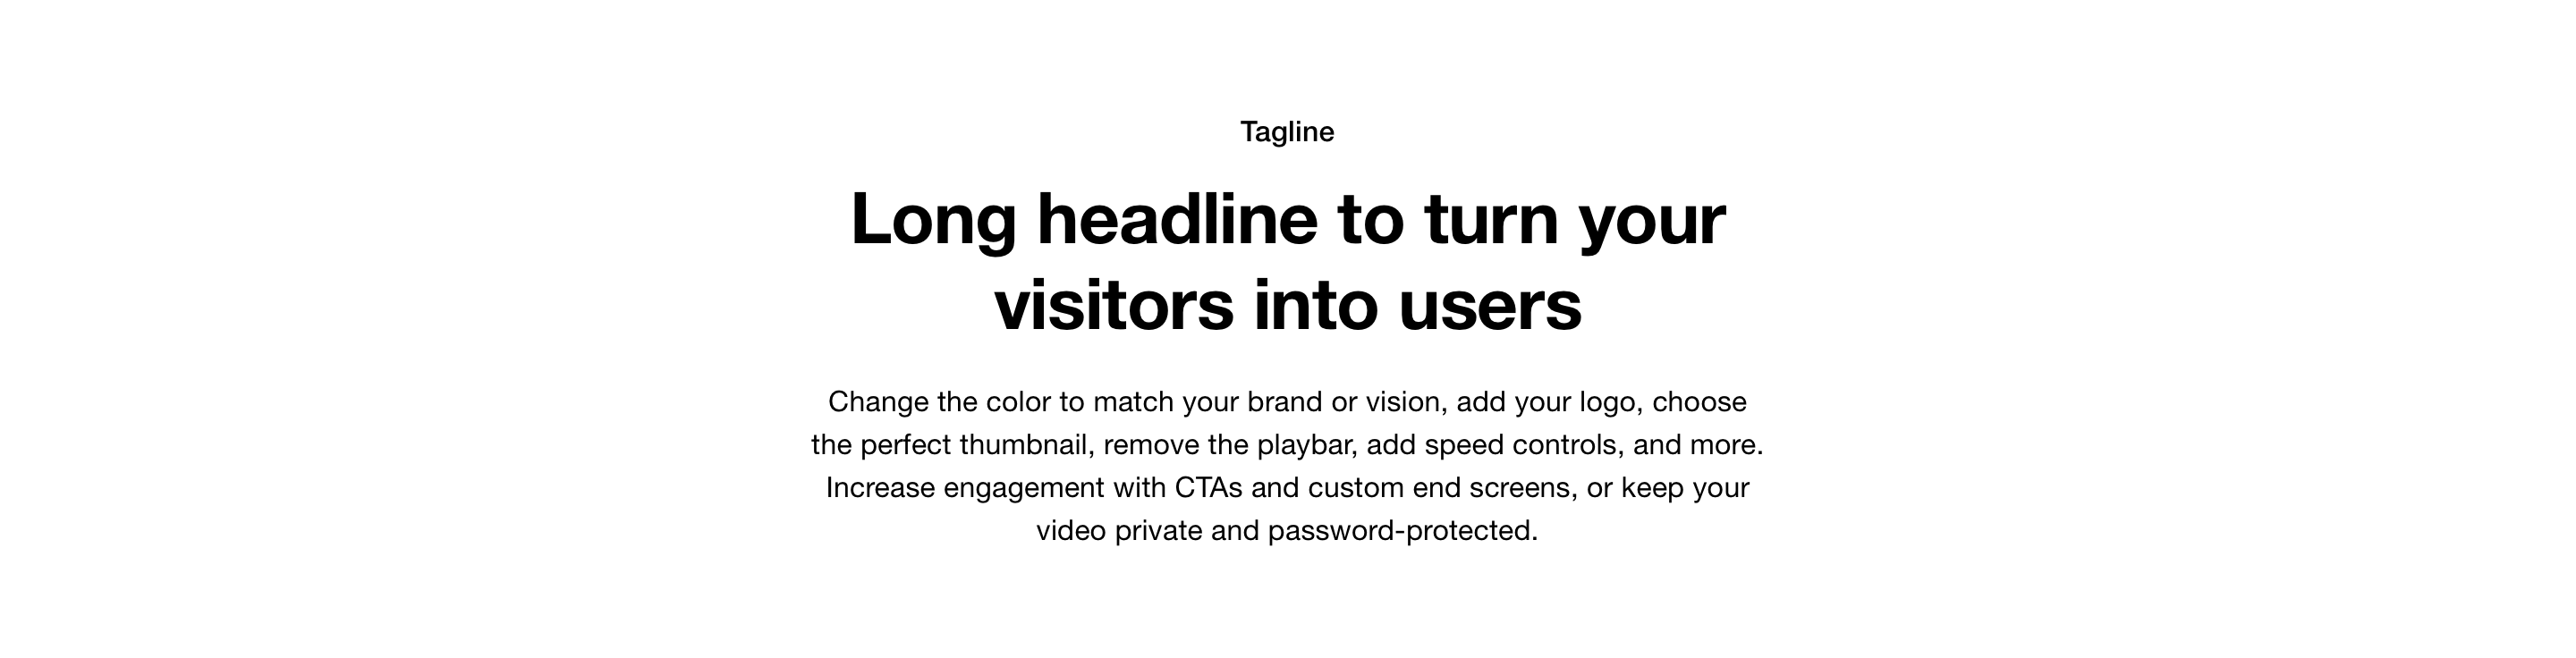 Tagline
Long headline to turn your
visitors into users
Change the color to match your brand or vision, add your logo, choose
the perfect thumbnail, remove the playbar, add speed controls, and more.
Increase engagement with CTAs and custom end screens, or keep your
video private and password-protected.